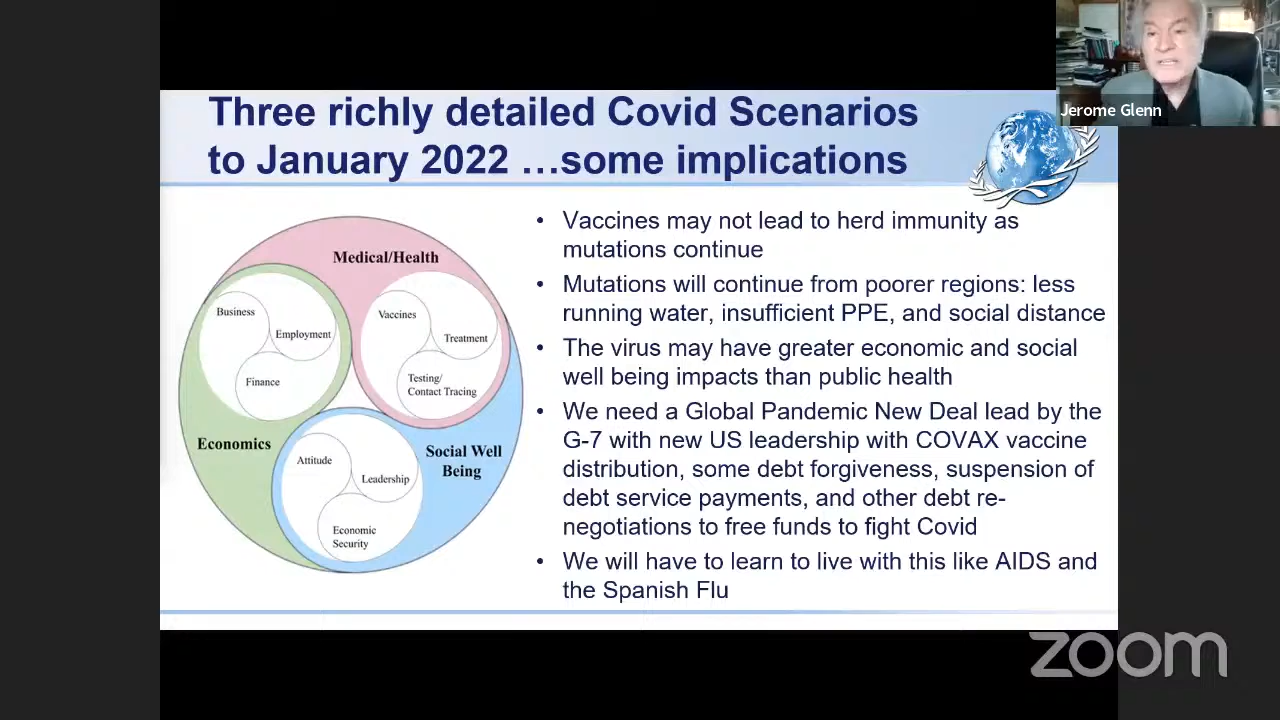 Jerome Glenn
Three richly detailed Covid Scenarios
to January 2022 …some implications
Medical/Health
Business
Employment
Finance
Vaccines
Treatment
Testing/
Contact Tracing
Economics
Attitude
Leadership
Economic
Security
Social Well
Being
• Vaccines may not lead to herd immunity as
mutations continue
• Mutations will continue from poorer regions: less
running water, insufficient PPE, and social distance
• The virus may have greater economic and social
well being impacts than public health
• We need a Global Pandemic New Deal lead by the
G-7 with new US leadership with COVAX vaccine
distribution, some debt forgiveness, suspension of
debt service payments, and other debt re-
negotiations to free funds to fight Covid
• We will have to learn to live with this like AIDS and
the Spanish Flu
zoom